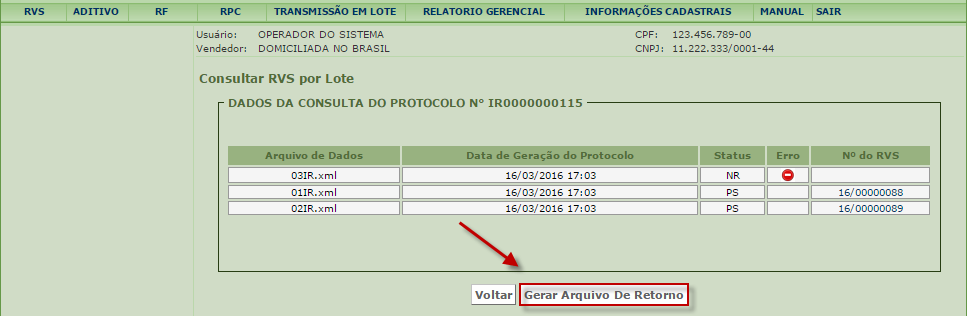 RVS ADITIVO RF RPC TRANSMISSÃO EM LOTE RELATORIO GERENCIAL INFORMAÇÕES CADASTRAIS MANUAL SAIR
Usuário: OPERADOR DO SISTEMA CPF: 123.456.789-00
Vendedor: DOMICILIADA NO BRASIL CNPJ: 11.222.333/0001-44
Consultar RVS por Lote
DADOS DA CONSULTA DO PROTOCOLO N° IR0000000115
Arquivo de Dados Data de Geração do Protocolo Status Erro Nº do RVS
03IR.xml 16/03/2016 17:03 NR
01IR.xml 16/03/2016 17:03 PS 16/00000088
02IR.xml 16/03/2016 17:03 PS 16/00000089
Voltar Gerar Arquivo De Retorno